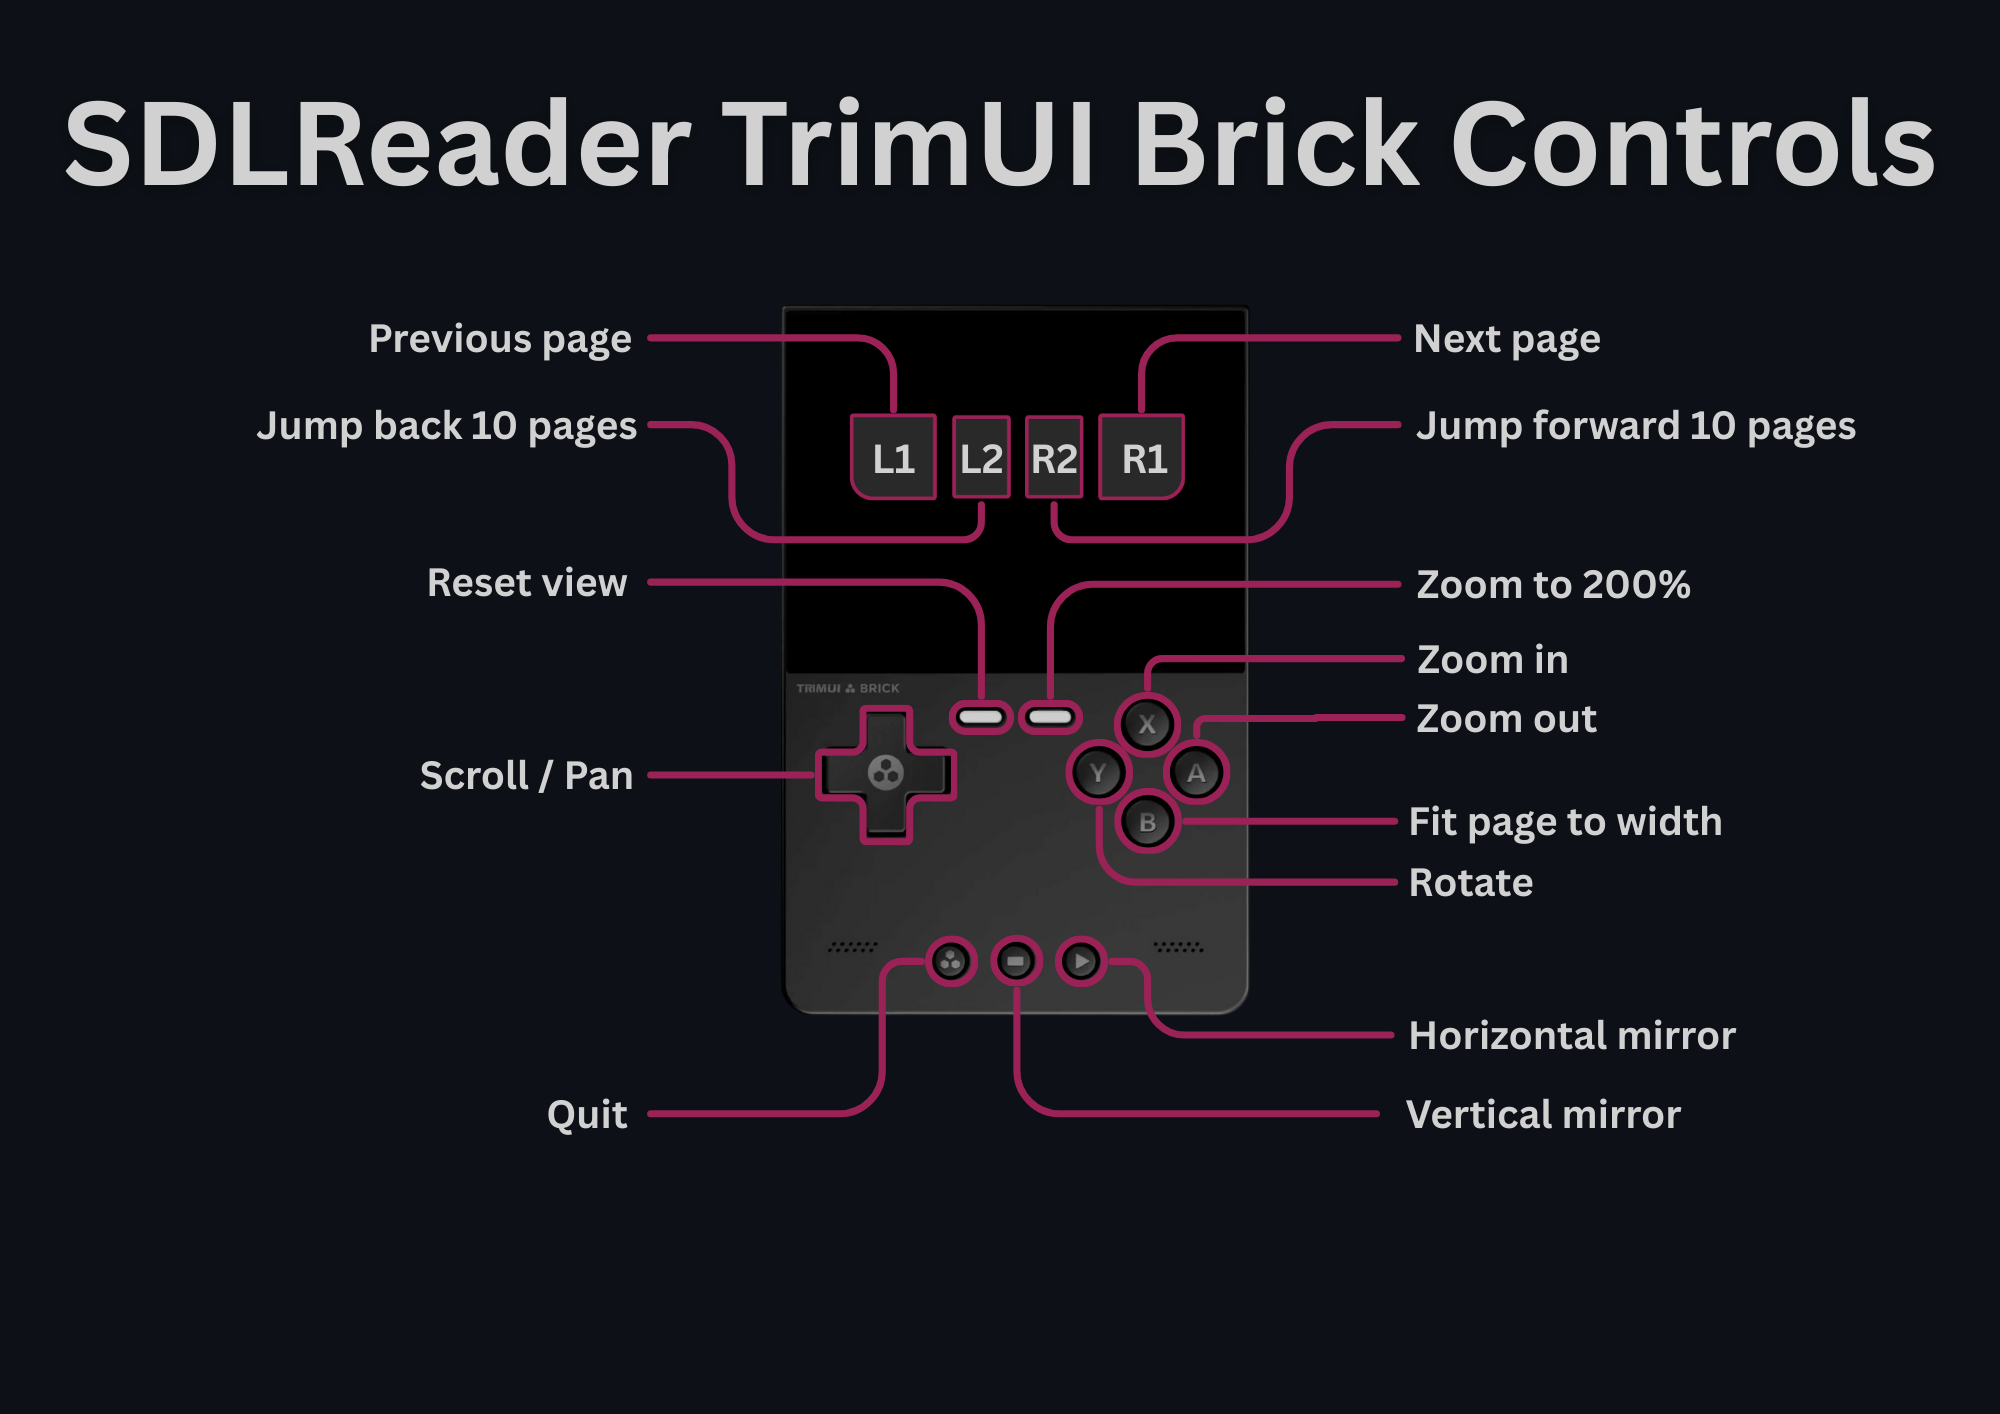 SDLReader TrimUI Brick Controls
Previous page
Next page
Jump back 10 pages
Jump forward 10 pages
L1 L2 R2 R1
Reset view
Zoom to 200%
Zoom in
TRIMUI BRICK
Zoom out
X
Y
A
B
Scroll / Pan
Fit page to width
Rotate
Horizontal mirror
Quit
Vertical mirror